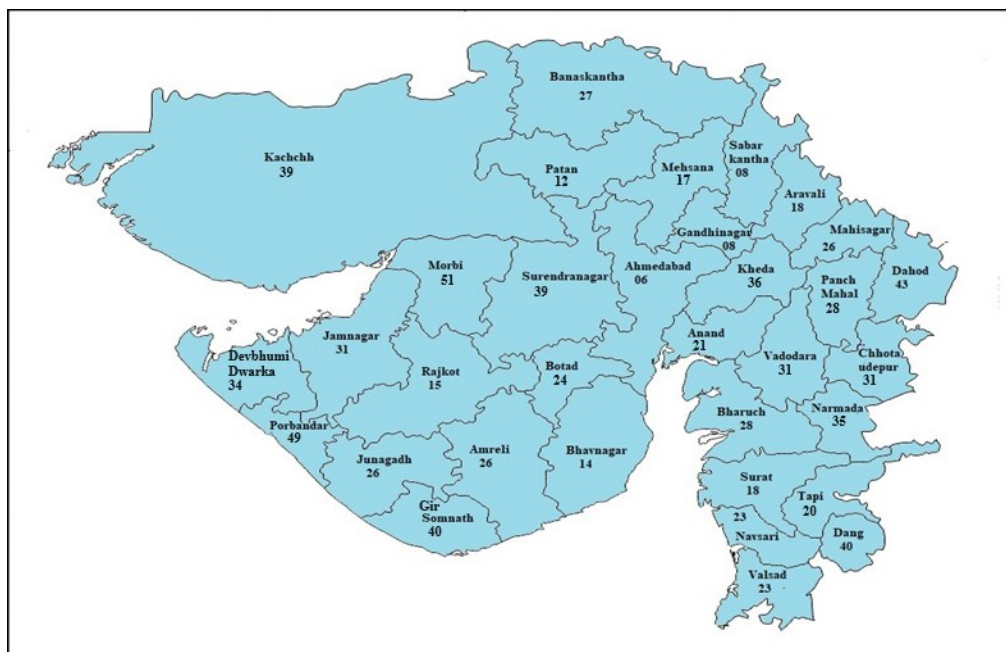 Banaskantha
27
Kachchh
39
Patan
12
Mehsana
17
Sabar
kantha
08
Aravali
18
Gandhinagar
08
Mahisagar
26
Morbi
51
Surendranagar
39
Ahmedabad
06
Kheda
36
Panch
Mahal
28
Dahod
43
Devbhumi
Dwarka
34
Jamnagar
31
Rajkot
15
Botad
24
Anand
21
Vadodara
31
Chhota
udepur
31
Porbandar
49
Junagadh
26
Amreli
26
Bhavnagar
14
Bharuch
28
Narmada
35
Gir
Somnath
40
Surat
18
Tapi
20
23
Navsari
Dang
40
Valsad
23